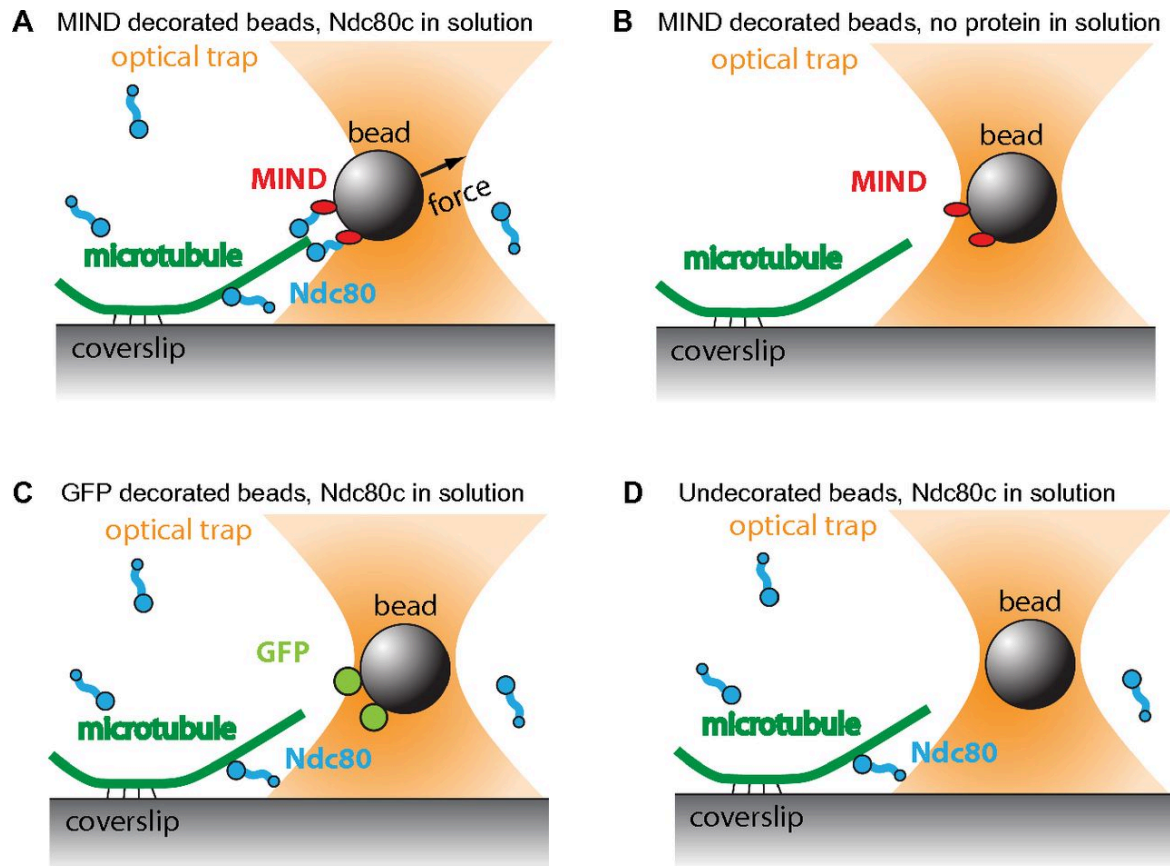 A MIND decorated beads, Ndc80c in solution
optical trap
bead
MIND
force
microtubule
Ndc80
coverslip
B MIND decorated beads, no protein in solution
optical trap
bead
MIND
microtubule
coverslip
C GFP decorated beads, Ndc80c in solution
optical trap
bead
GFP
microtubule
Ndc80
coverslip
D Undecorated beads, Ndc80c in solution
optical trap
bead
microtubule
Ndc80
coverslip